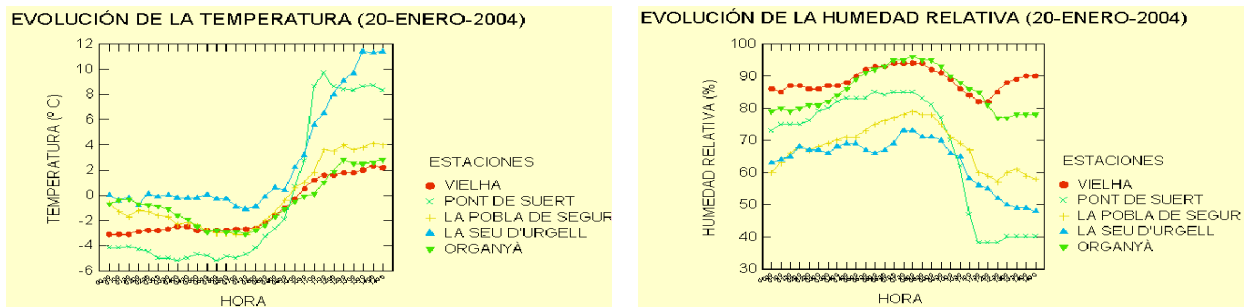 EVOLUCIÓN DE LA TEMPERATURA (20-ENERO-2004)
12
10
8
6
4
2
0
-2
-4
-6
TEMPERATURA (º C)
HORA
ESTACIONES
VIELHA
PONT DE SUERT
LA POBLA DE SEGUR
LA SEU D'URGELL
ORGANYÀ
EVOLUCIÓN DE LA HUMEDAD RELATIVA (20-ENERO-2004)
100
90
80
70
60
50
40
30
HUMEDAD RELATIVA (%)
HORA
ESTACIONES
VIELHA
PONT DE SUERT
LA POBLA DE SEGUR
LA SEU D'URGELL
ORGANYÀ